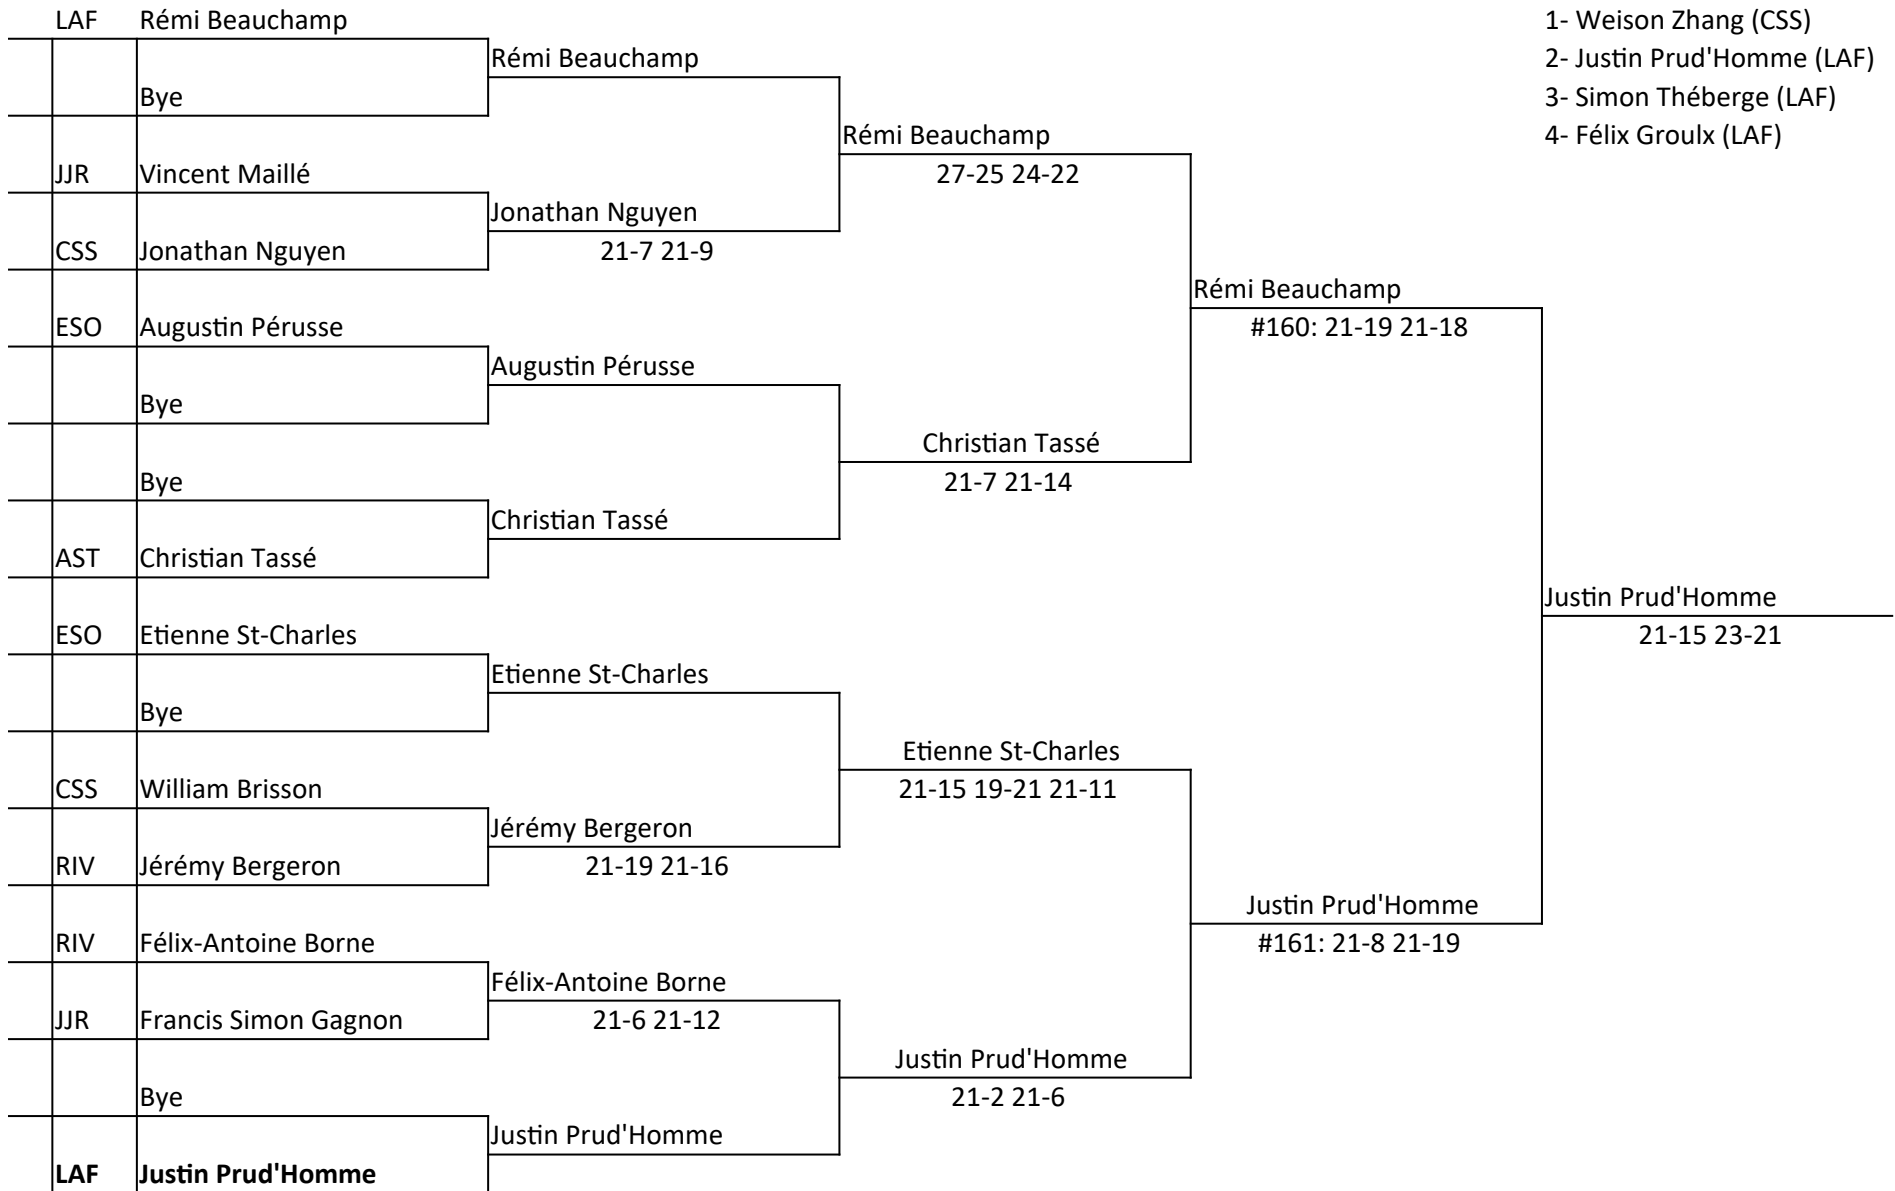 LAF Rémi Beauchamp 1- Weison Zhang (CSS)
Rémi Beauchamp 2- Justin Prud'Homme (LAF)
Bye 3- Simon Théberge (LAF)
Rémi Beauchamp 4- Félix Groulx (LAF)
JJR Vincent Maillé 27-25 24-22
Jonathan Nguyen
CSS Jonathan Nguyen 21-7 21-9
Rémi Beauchamp
ESO Augustin Pérusse #160: 21-19 21-18
Augustin Pérusse
Bye
Christian Tassé
Bye 21-7 21-14
Christian Tassé
AST Christian Tassé
Justin Prud'Homme
ESO Etienne St-Charles 21-15 23-21
Etienne St-Charles
Bye
Etienne St-Charles
CSS William Brisson 21-15 19-21 21-11
Jérémy Bergeron
RIV Jérémy Bergeron 21-19 21-16
Justin Prud'Homme
RIV Félix-Antoine Borne #161: 21-8 21-19
Félix-Antoine Borne
JJR Francis Simon Gagnon 21-6 21-12
Justin Prud'Homme
Bye 21-2 21-6
Justin Prud'Homme
LAF Justin Prud'Homme